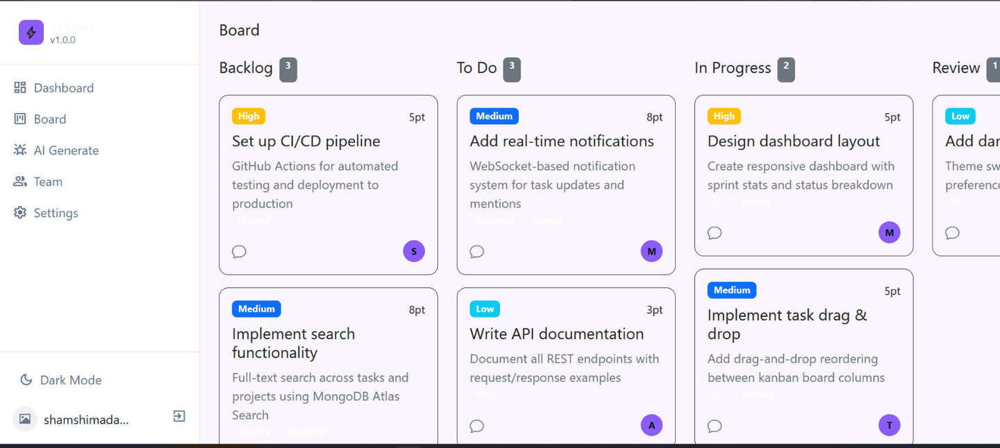 AI-Sprint
v1.0.0
Dashboard
Board
AI Generate
Team
Settings
Dark Mode
shamshimada...
Board
Backlog 3
High 5pt
Set up CI/CD pipeline
GitHub Actions for automated
testing and deployment to
production
devops
S
Medium 8pt
Implement search
functionality
Full-text search across tasks and
projects using MongoDB Atlas
Search
feature backend
To Do 3
Medium 8pt
Add real-time notifications
WebSocket-based notification
system for task updates and
mentions
backend feature
M
Low 3pt
Write API documentation
Document all REST endpoints with
request/response examples
docs
A
In Progress 2
High 5pt
Design dashboard layout
Create responsive dashboard with
sprint stats and status breakdown
UI design
M
Medium 5pt
Implement task drag &
drop
Add drag-and-drop reordering
between kanban board columns
UI feature
T
Review 1
Low
Add dar
Theme sw
preference
UI